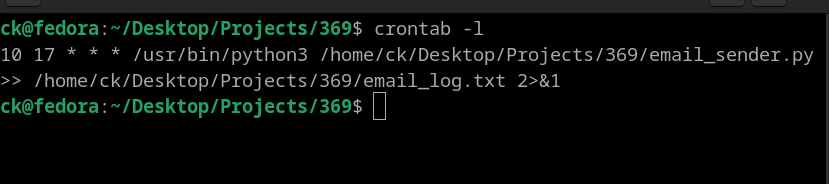 ck@fedora:~/Desktop/Projects/369$ crontab -l
10 17 * * * /usr/bin/python3 /home/ck/Desktop/Projects/369/email_sender.py
>> /home/ck/Desktop/Projects/369/email_log.txt 2>&1
ck@fedora:~/Desktop/Projects/369$